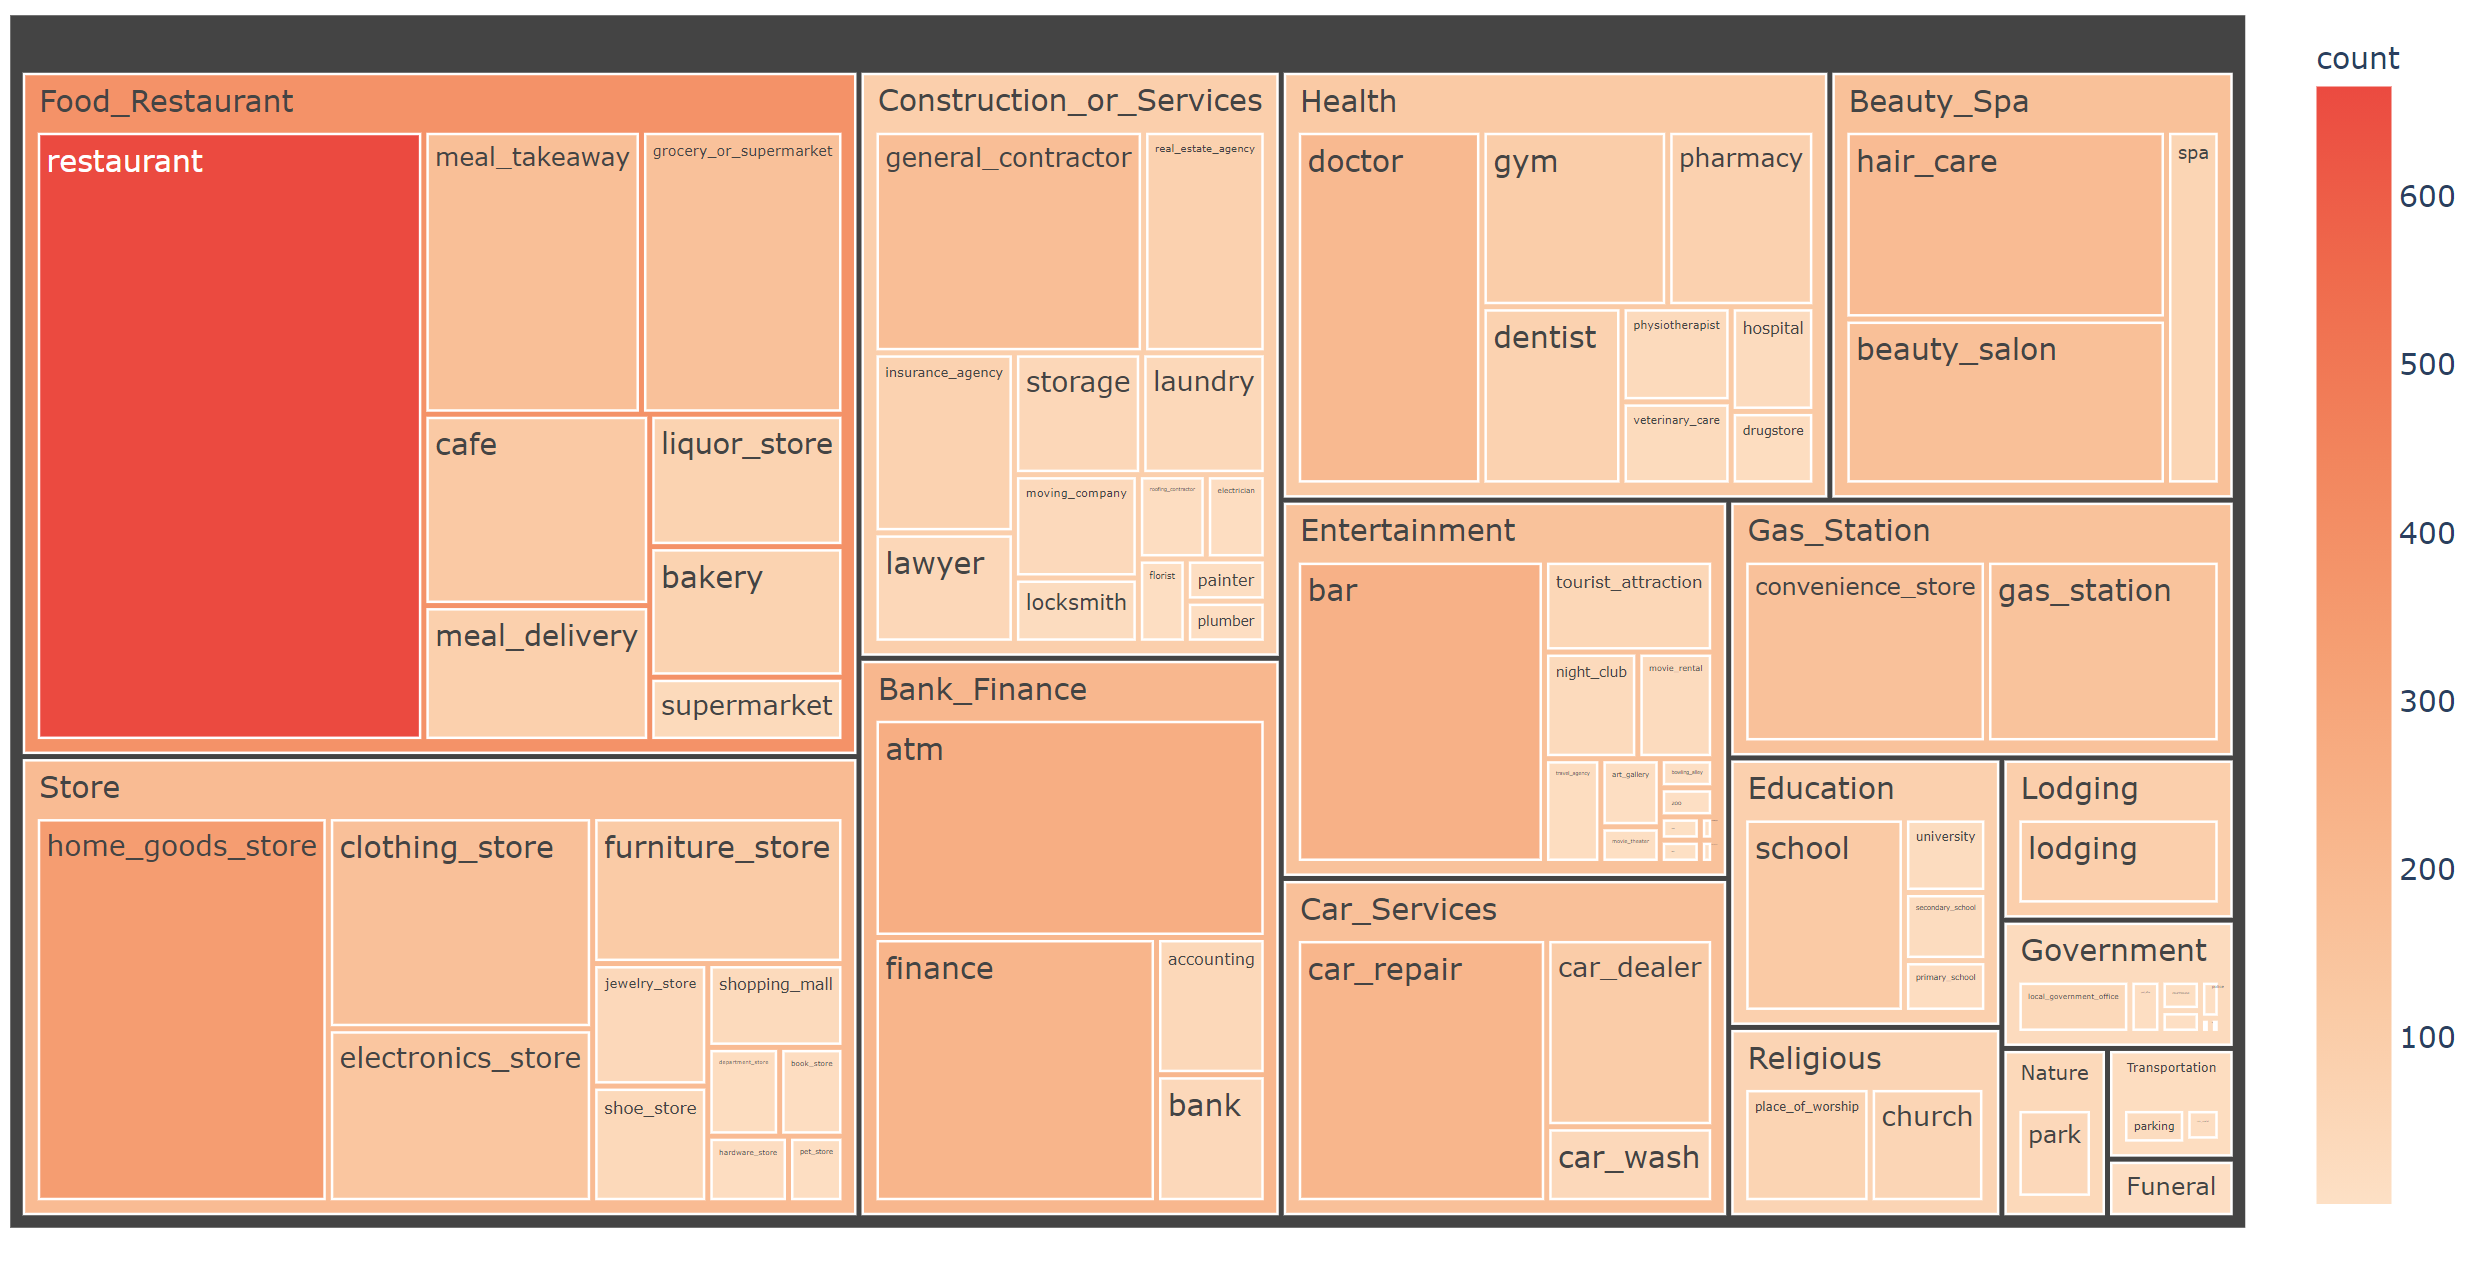 Food_Restaurant
restaurant
meal_takeaway
grocery_or_supermarket
cafe
liquor_store
bakery
meal_delivery
supermarket
Store
home_goods_store
clothing_store
furniture_store
electronics_store
jewelry_store
shopping_mall
shoe_store
department_store
book_store
hardware_store
pet_store
Construction_or_Services
general_contractor
real_estate_agency
insurance_agency
storage
laundry
lawyer
moving_company
roofing_contractor
electrician
locksmith
florist
painter
plumber
Bank_Finance
atm
finance
accounting
bank
Health
doctor
gym
pharmacy
dentist
physiotherapist
hospital
veterinary_care
drugstore
Beauty_Spa
hair_care
spa
beauty_salon
Entertainment
bar
tourist_attraction
night_club
movie_rental
travel_agency
art_gallery
bowling_alley
zoo
movie_theater
Gas_Station
convenience_store
gas_station
Car_Services
car_repair
car_dealer
car_wash
Education
school
university
secondary_school
primary_school
Religious
place_of_worship
church
Lodging
lodging
Government
local_government_office
Nature
park
Transportation
parking
Funeral
count
600
500
400
300
200
100